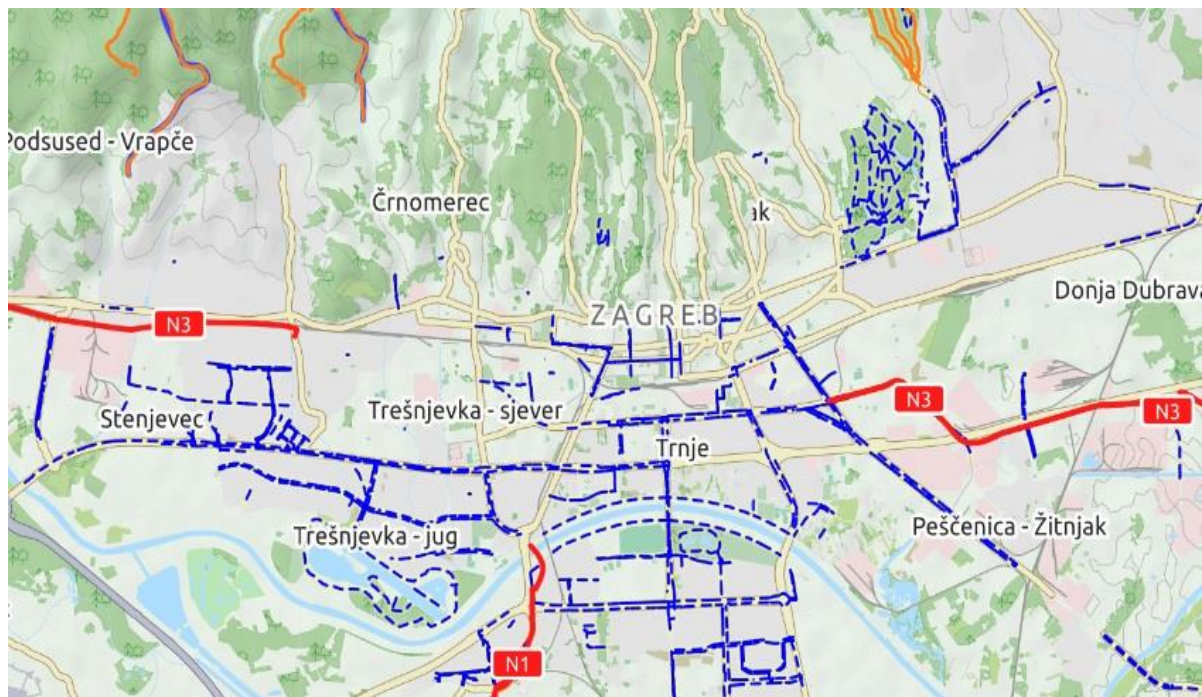 Podsused - Vrapče
Črnomerec
ak
ZAGREB
Donja Dubrava
N3
N3
N3
Stenjevec
Trešnjevka - sjever
Trnje
Trešnjevka - jug
Peščenica - Žitnjak
N1